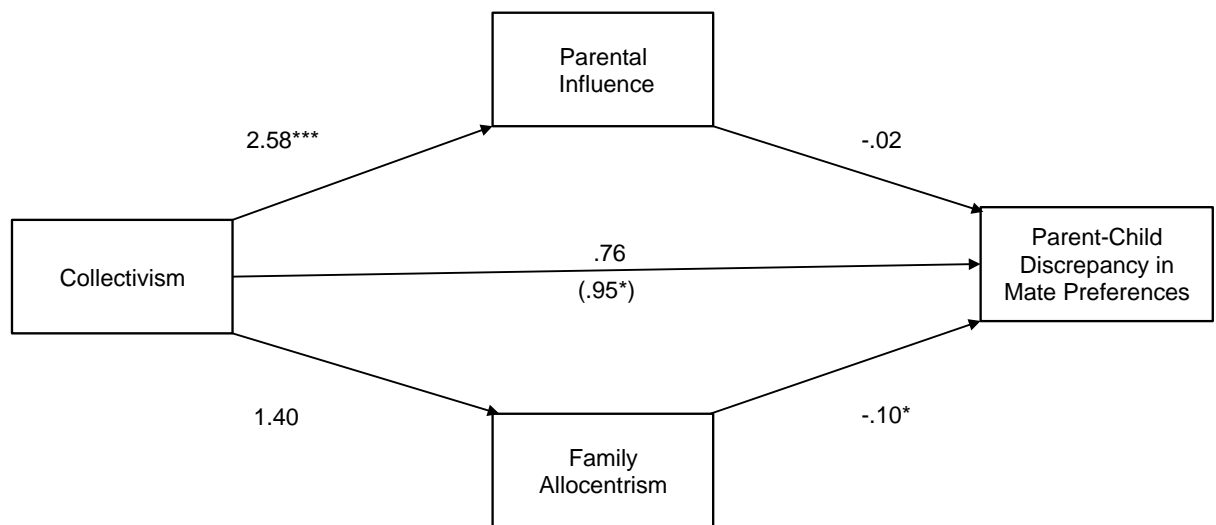 Parental
Influence
2.58***
-.02
Collectivism
.76
(.95*)
Parent-Child
Discrepancy in
Mate Preferences
1.40
-.10*
Family
Allocentrism